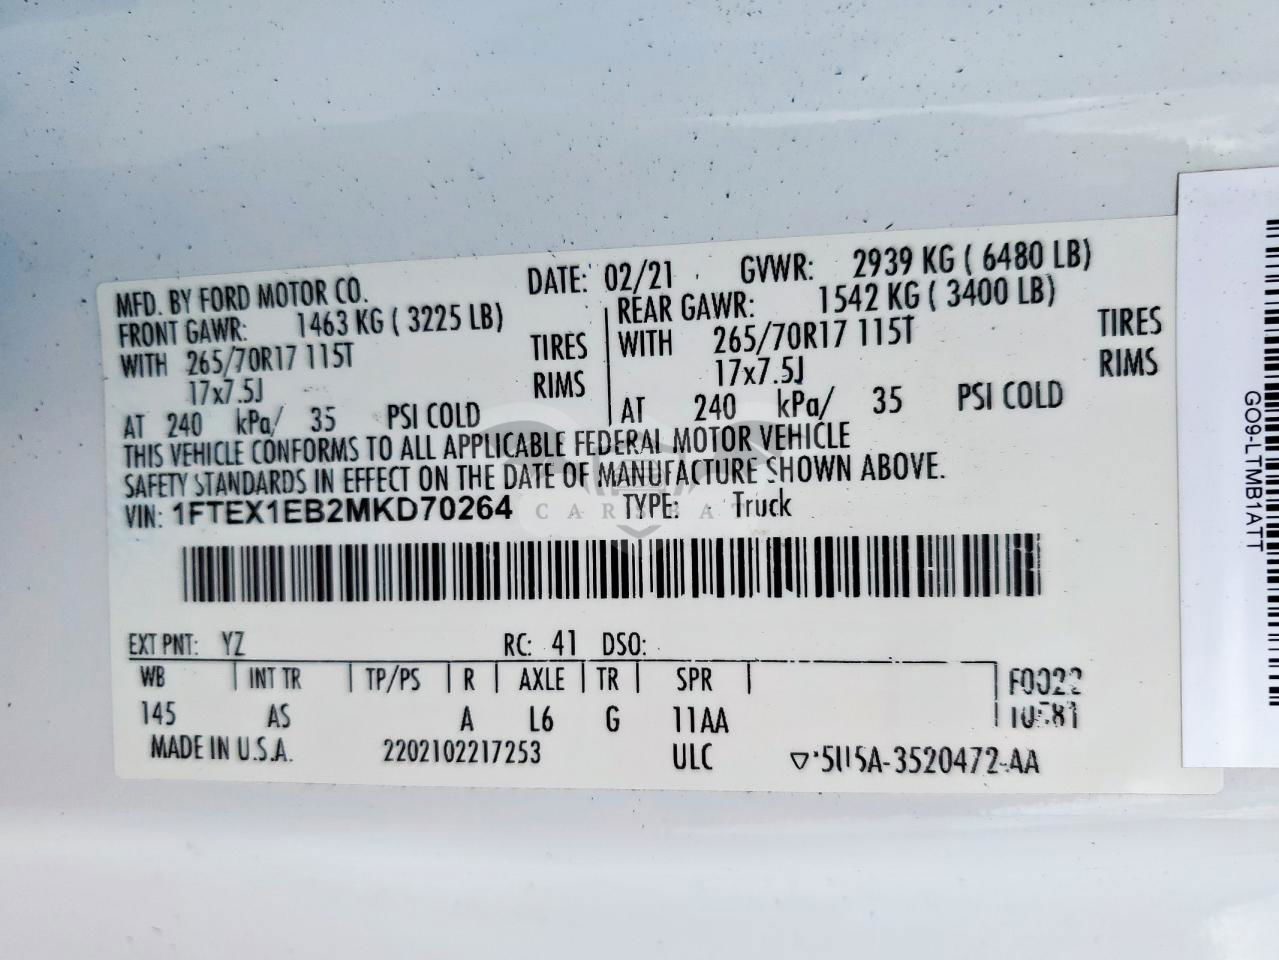 MFD. BY FORD MOTOR CO. DATE: 02/21 GVWR: 2939 KG ( 6480 LB)
FRONT GAWR: 1463 KG ( 3225 LB) REAR GAWR: 1542 KG ( 3400 LB)
WITH 265/70R17 115T TIRES WITH 265/70R17 115T TIRES
17x7.5J RIMS 17x7.5J RIMS
AT 240 kPa/ 35 PSI COLD AT 240 kPa/ 35 PSI COLD
THIS VEHICLE CONFORMS TO ALL APPLICABLE FEDERAL MOTOR VEHICLE
SAFETY STANDARDS IN EFFECT ON THE DATE OF MANUFACTURE SHOWN ABOVE.
VIN: 1FTEX1EB2MKD70264 TYPE: Truck
EXT PNT: YZ RC: 41 DSO:
WB INT TR TP/PS R AXLE TR SPR F0022
145 AS A L6 G 11AA
MADE IN U.S.A. 2202102217253 ULC
GO9-LTMB1ATT